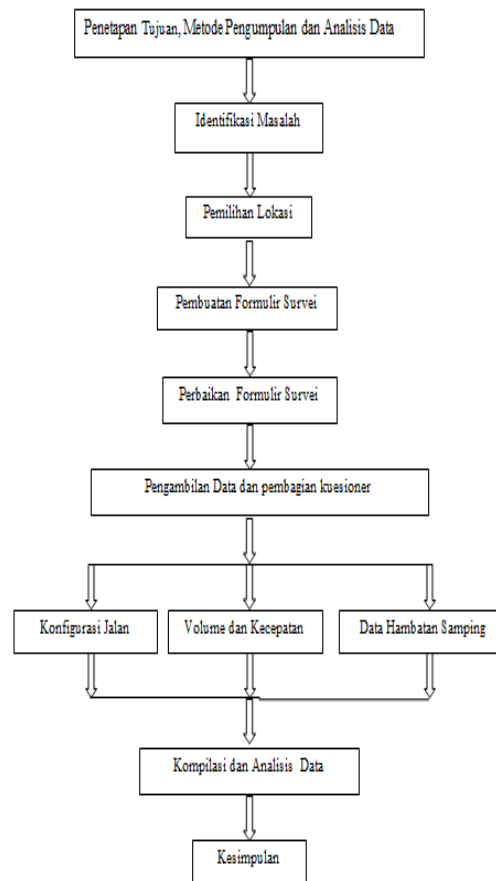 Penetapan Tujuan, Metode Pengumpulan dan Analisis Data
Identifikasi Masalah
Pemilihan Lokasi
Pembuatan Formulir Survei
Perbaikan Formulir Survei
Pengambilan Data dan pembagian kuesioner
Konfigurasi Jalan
Volume dan Kecepatan
Data Hambatan Samping
Kompilasi dan Analisis Data
Kesimpulan